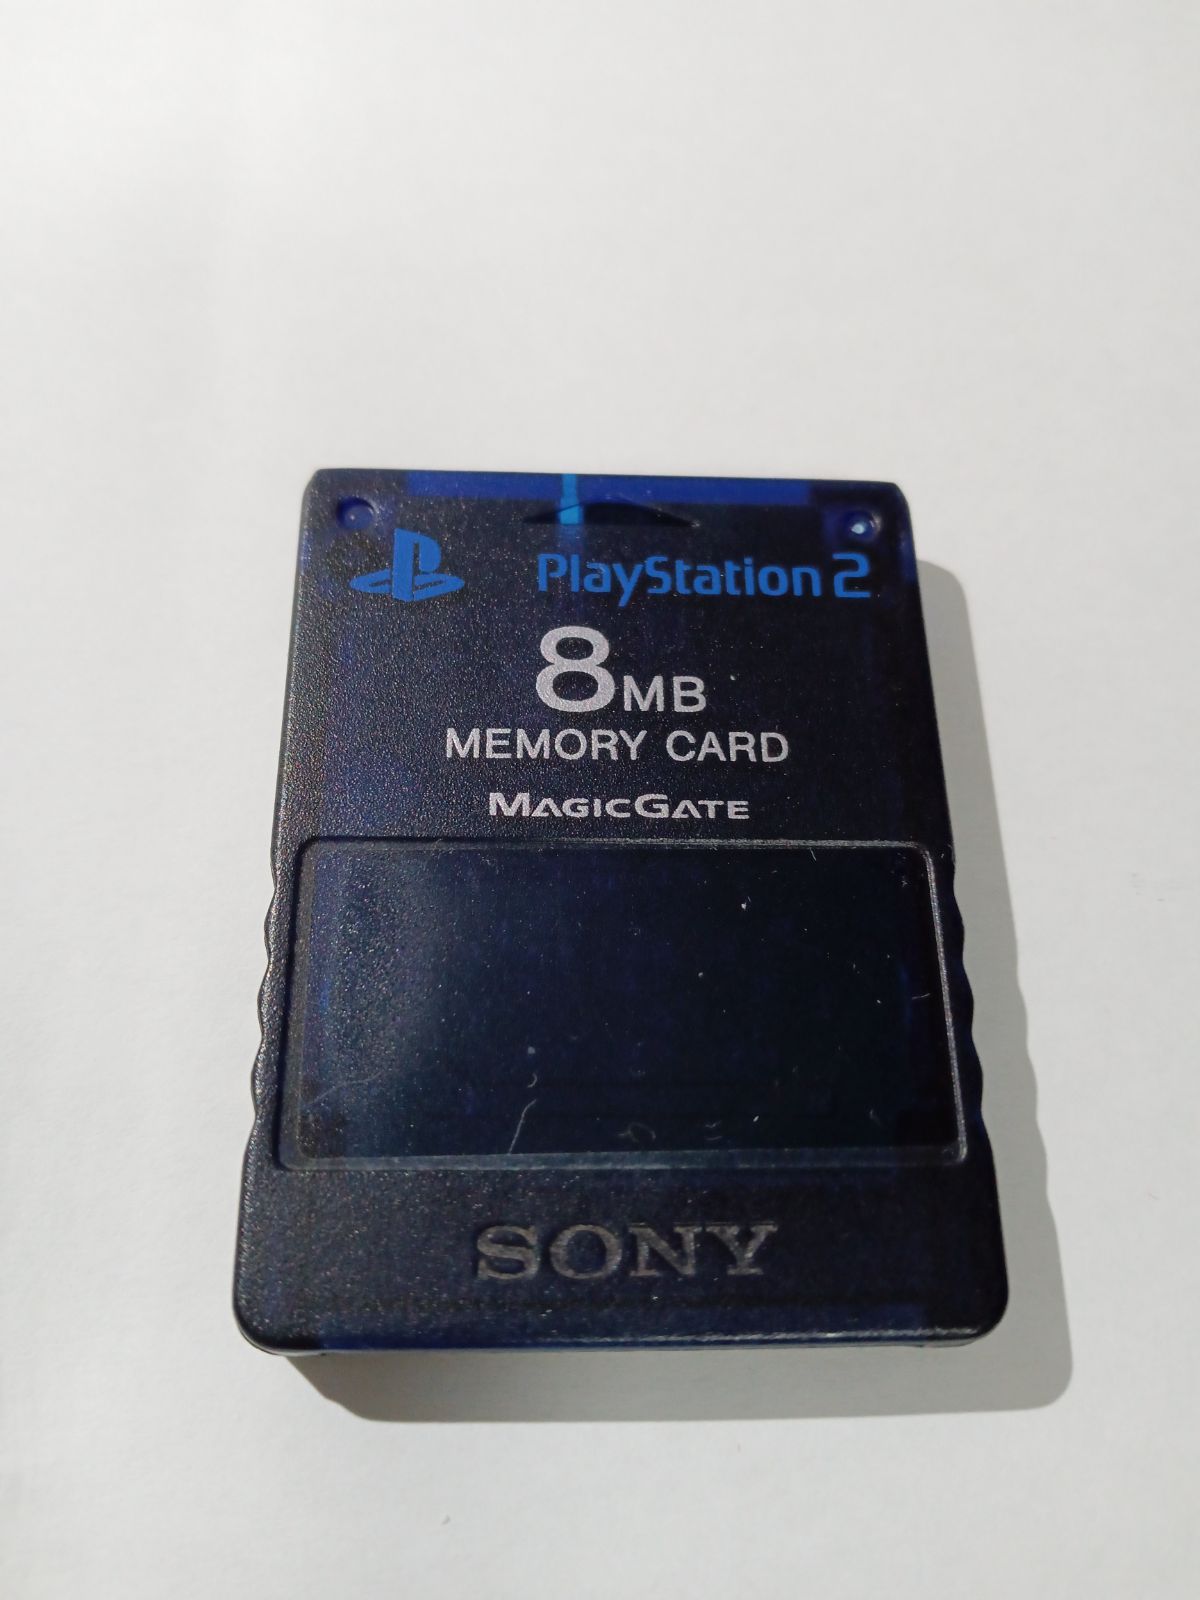 PlayStation 2
8MB
MEMORY CARD
MAGICGATE
SONY